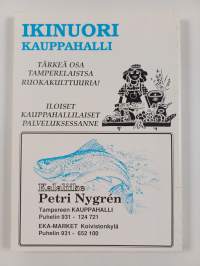 IKINUORI
KAUPPAHALLI
TÄRKEÄ OSA
TAMPERELAISTA
RUOKAKULTTUURIA!
ILOISET
KAUPPAHALLILAISET
PALVELUKSESSANNE
Kalaliike
Petri Nygrén
Tampereen KAUPPAHALLI
Puhelin 931 - 124 721
EKA-MARKET Koivistonkylä
Puhelin 931 - 652 100